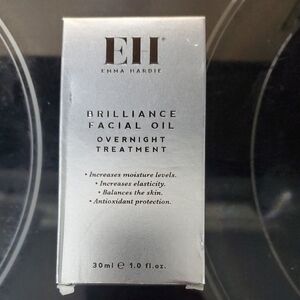 EH®
EMMA HARDIE
BRILLIANCE
FACIAL OIL
OVERNIGHT
TREATMENT
• Increases moisture levels.
• Increases elasticity.
• Balances the skin.
• Antioxidant protection.
30ml ℮ 1.0 fl.oz.